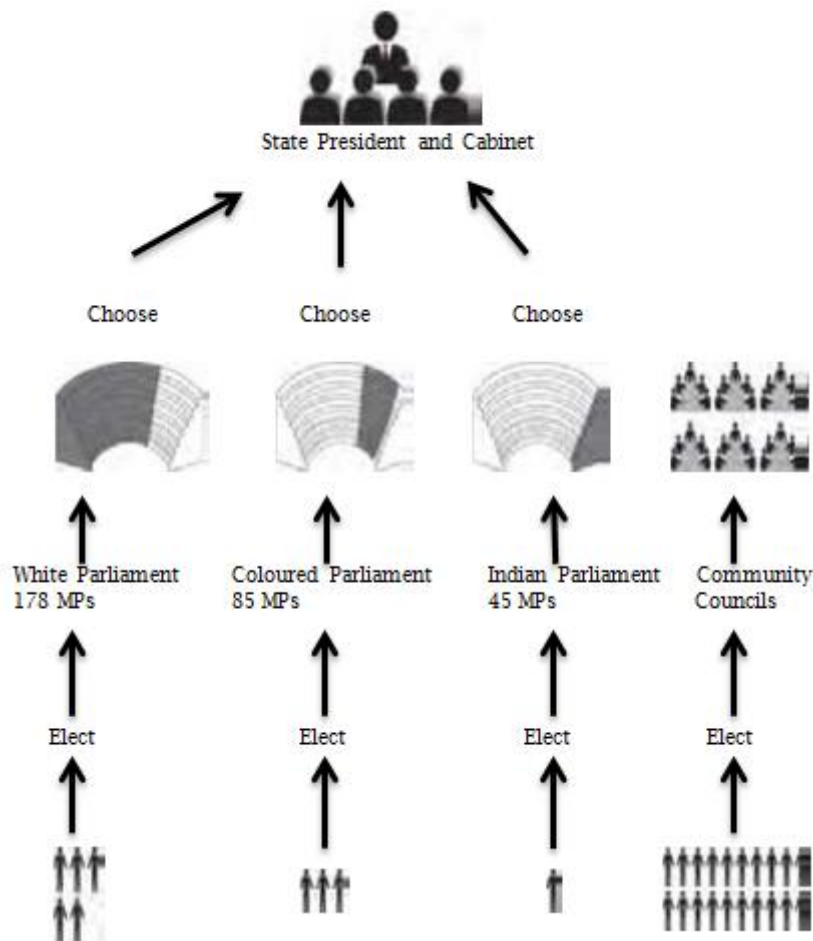 State President and Cabinet
Choose
Choose
Choose
White Parliament
178 MPs
Coloured Parliament
85 MPs
Indian Parliament
45 MPs
Community
Councils
Elect
Elect
Elect
Elect